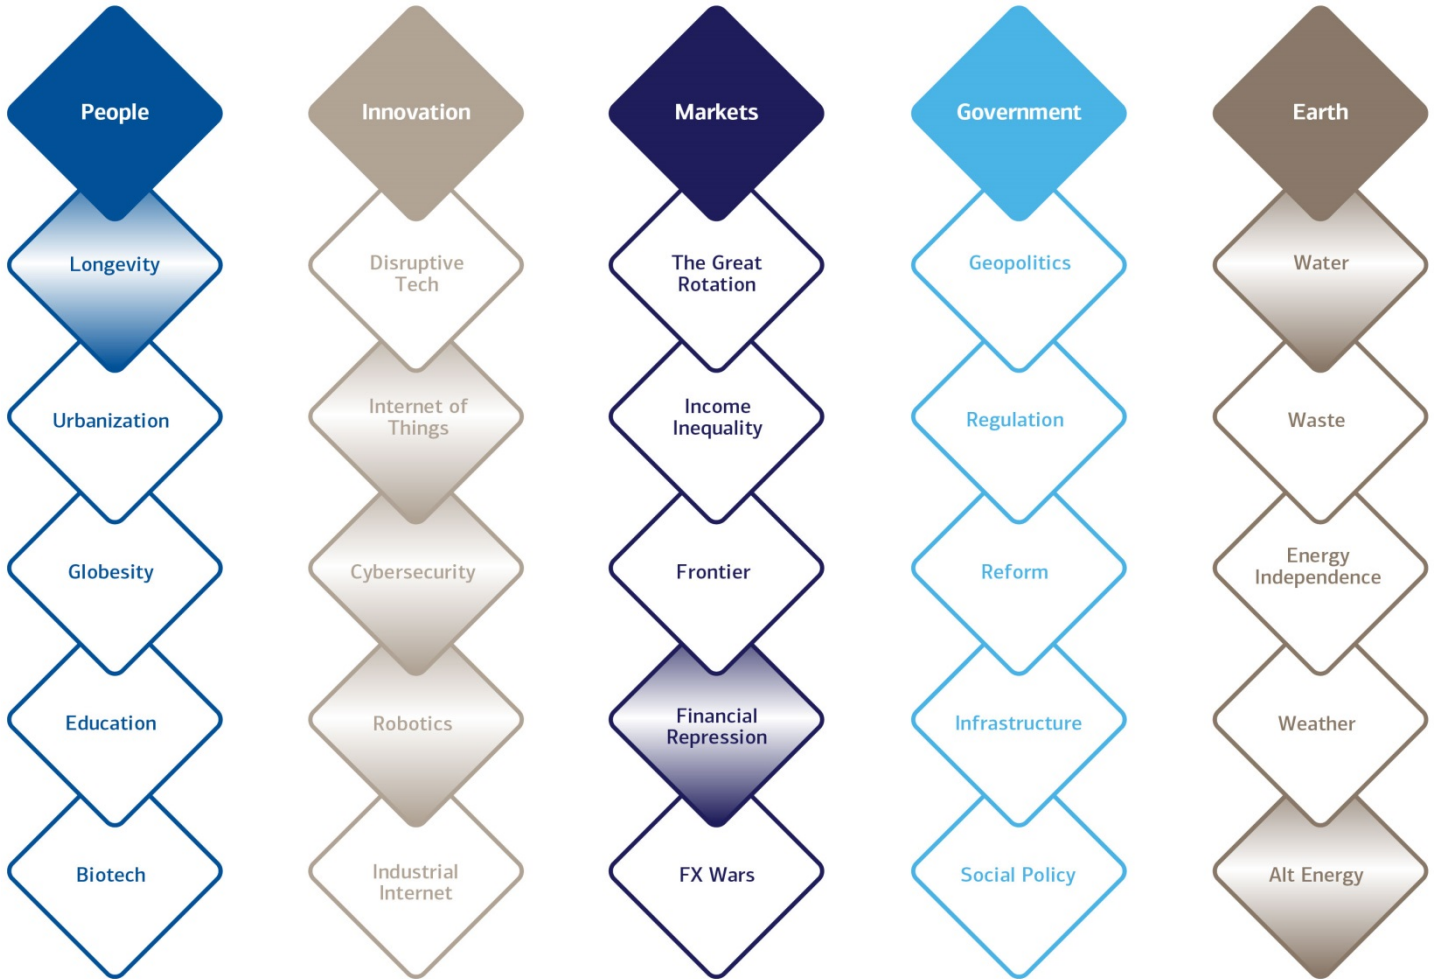 People
Longevity
Urbanization
Globesity
Education
Biotech
Innovation
Disruptive
Tech
Internet of
Things
Cybersecurity
Robotics
Industrial
Internet
Markets
The Great
Rotation
Income
Inequality
Frontier
Financial
Repression
FX Wars
Government
Geopolitics
Regulation
Reform
Infrastructure
Social Policy
Earth
Water
Waste
Energy
Independence
Weather
Alt Energy